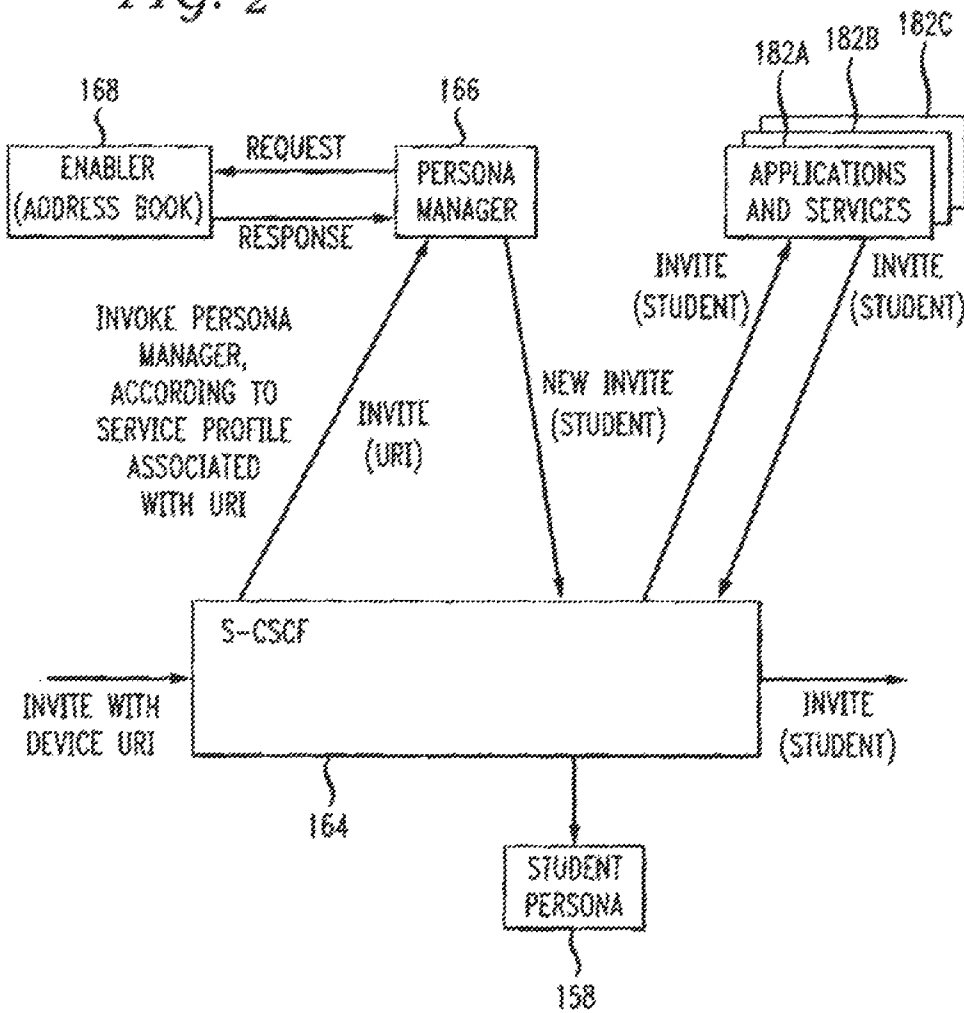 Fig. 2
182C
182B
182A
168
166
ENABLER
(ADDRESS BOOK)
REQUEST
RESPONSE
PERSONA
MANAGER
APPLICATIONS
AND SERVICES
INVITE
(STUDENT)
INVITE
(STUDENT)
INVOKE PERSONA
MANAGER,
ACCORDING TO
SERVICE PROFILE
ASSOCIATED
WITH URI
INVITE
(URI)
NEW INVITE
(STUDENT)
S-CSCF
INVITE WITH
DEVICE URI
INVITE
(STUDENT)
164
STUDENT
PERSONA
158